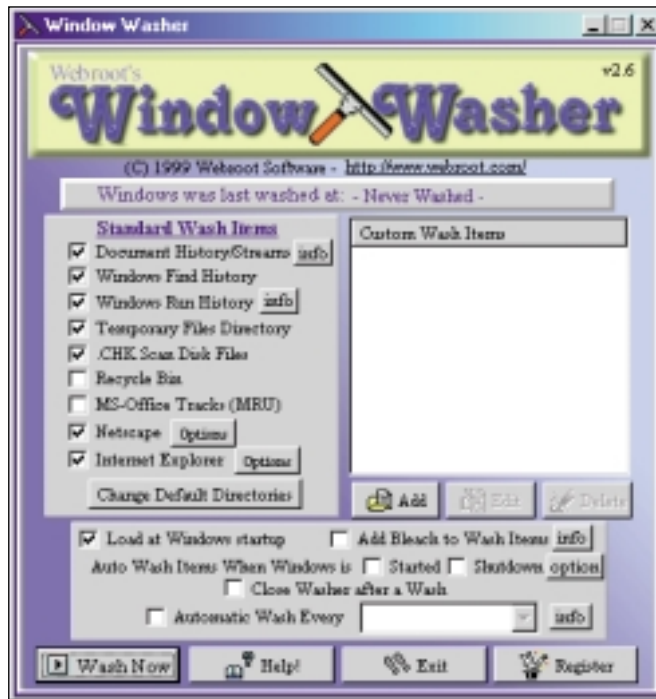 Window Washer
Webroot's
v2.6
Window Washer
(C) 1999 Webroot Software - http://www.webroot.com/
Windows was last washed at: - Never Washed -
Standard Wash Items
Document History/Streams info
Windows Find History
Windows Run History info
Temporary Files Directory
.CHK Scan Disk Files
Recycle Bin
MS-Office Tracks (MRU)
Netscape Options
Internet Explorer Options
Change Default Directories
Custom Wash Items
Add Edit Delete
Load at Windows startup Add Bleach to Wash Items info
Auto Wash Items When Windows is Started Shutdown option
Close Washer after a Wash
Automatic Wash Every info
Wash Now Help! Exit Register